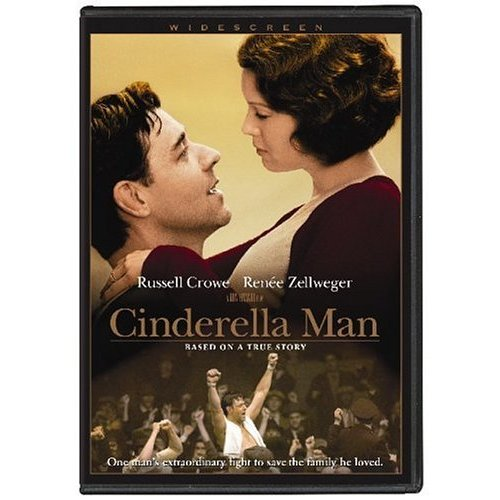 WIDESCREEN
Russell Crowe Renée Zellweger
Cinderella Man
BASED ON A TRUE STORY
One man's extraordinary fight to save the family he loved.